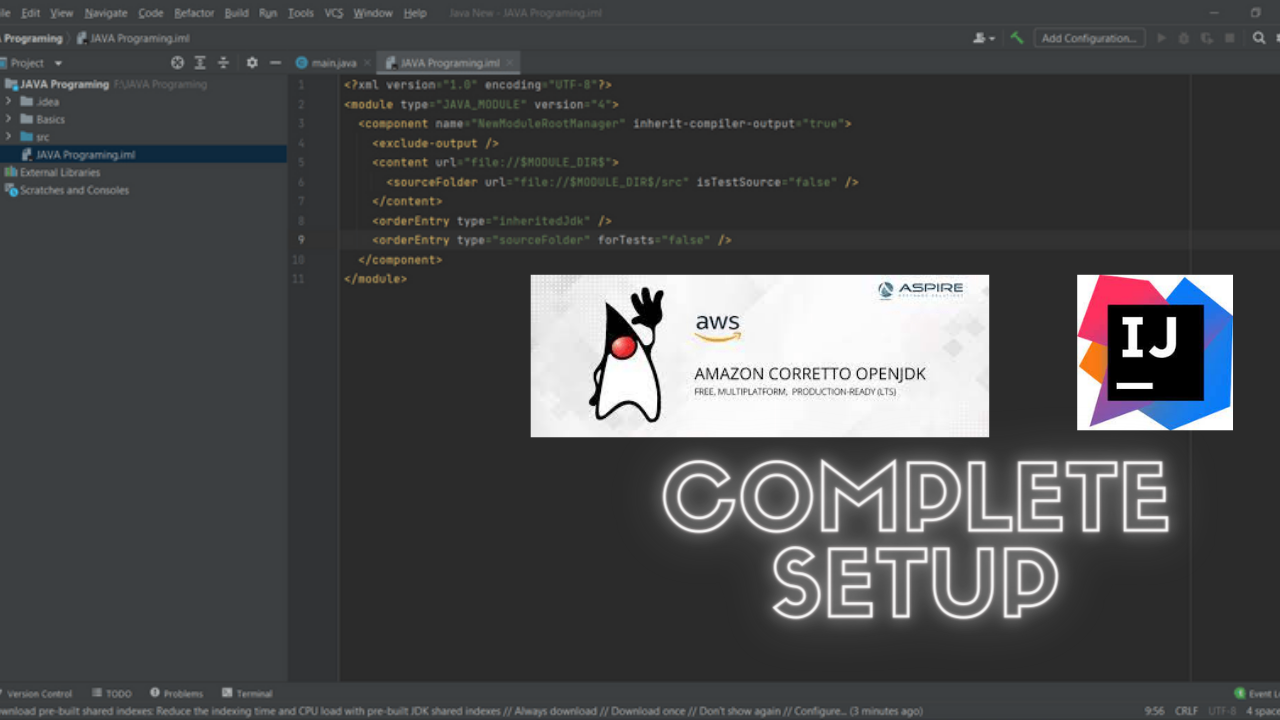 ile Edit View Navigate Code Refactor Build Run Tools VCS Window Help Java New - JAVA Programing.iml
Programing JAVA Programing.iml Add Configuration...
Project main.java JAVA Programing.iml
JAVA Programing F:\JAVA Programing
.idea
Basics
src
JAVA Programing.iml
External Libraries
Scratches and Consoles
1 <?xml version="1.0" encoding="UTF-8"?>
2 <module type="JAVA_MODULE" version="4">
3 <component name="NewModuleRootManager" inherit-compiler-output="true">
4 <exclude-output />
5 <content url="file://$MODULE_DIR$">
6 <sourceFolder url="file://$MODULE_DIR$/src" isTestSource="false" />
7 </content>
8 <orderEntry type="inheritedJdk" />
9 <orderEntry type="sourceFolder" forTests="false" />
10 </component>
11 </module>
ASPIRE
aws
AMAZON CORRETTO OPENJDK
FREE, MULTIPLATFORM, PRODUCTION-READY (LTS)
IJ
COMPLETE
SETUP
Version Control TODO Problems Terminal 1 Event L
wnload pre-built shared indexes: Reduce the indexing time and CPU load with pre-built JDK shared indexes // Always download // Download once // Don't show again // Configure... (3 minutes ago) 9:56 CRLF UTF-8 4 space